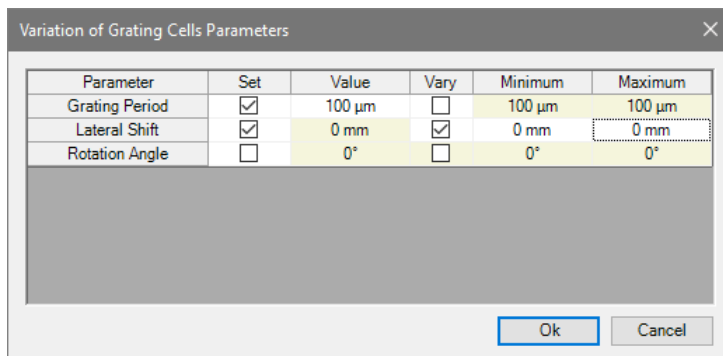 Variation of Grating Cells Parameters
Parameter Set Value Vary Minimum Maximum
Grating Period 100 µm 100 µm 100 µm
Lateral Shift 0 mm 0 mm 0 mm
Rotation Angle 0° 0° 0°
Ok Cancel